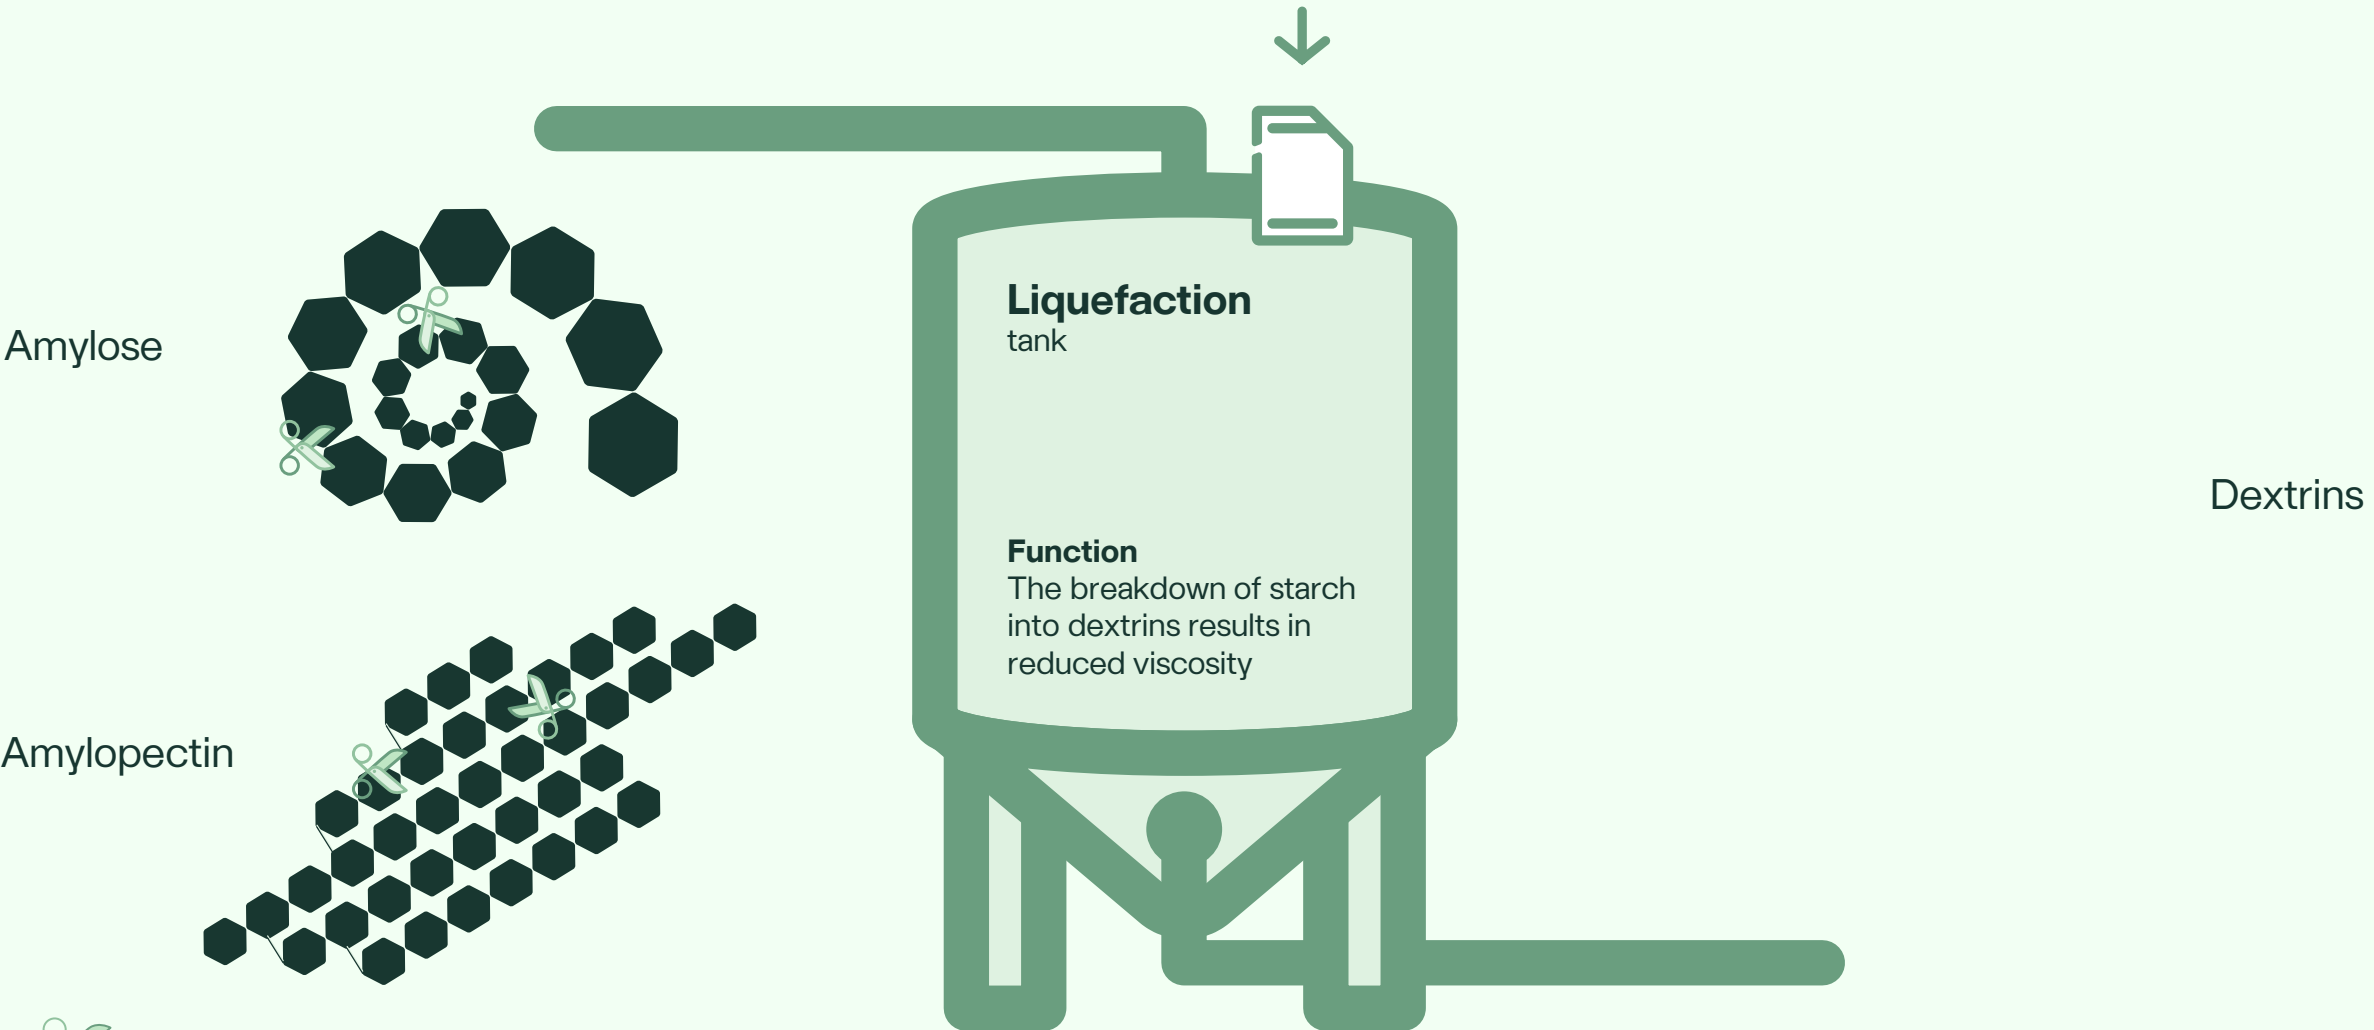 Amylose
Amylopectin
Liquefaction
tank
Function
The breakdown of starch
into dextrins results in
reduced viscosity
Dextrins